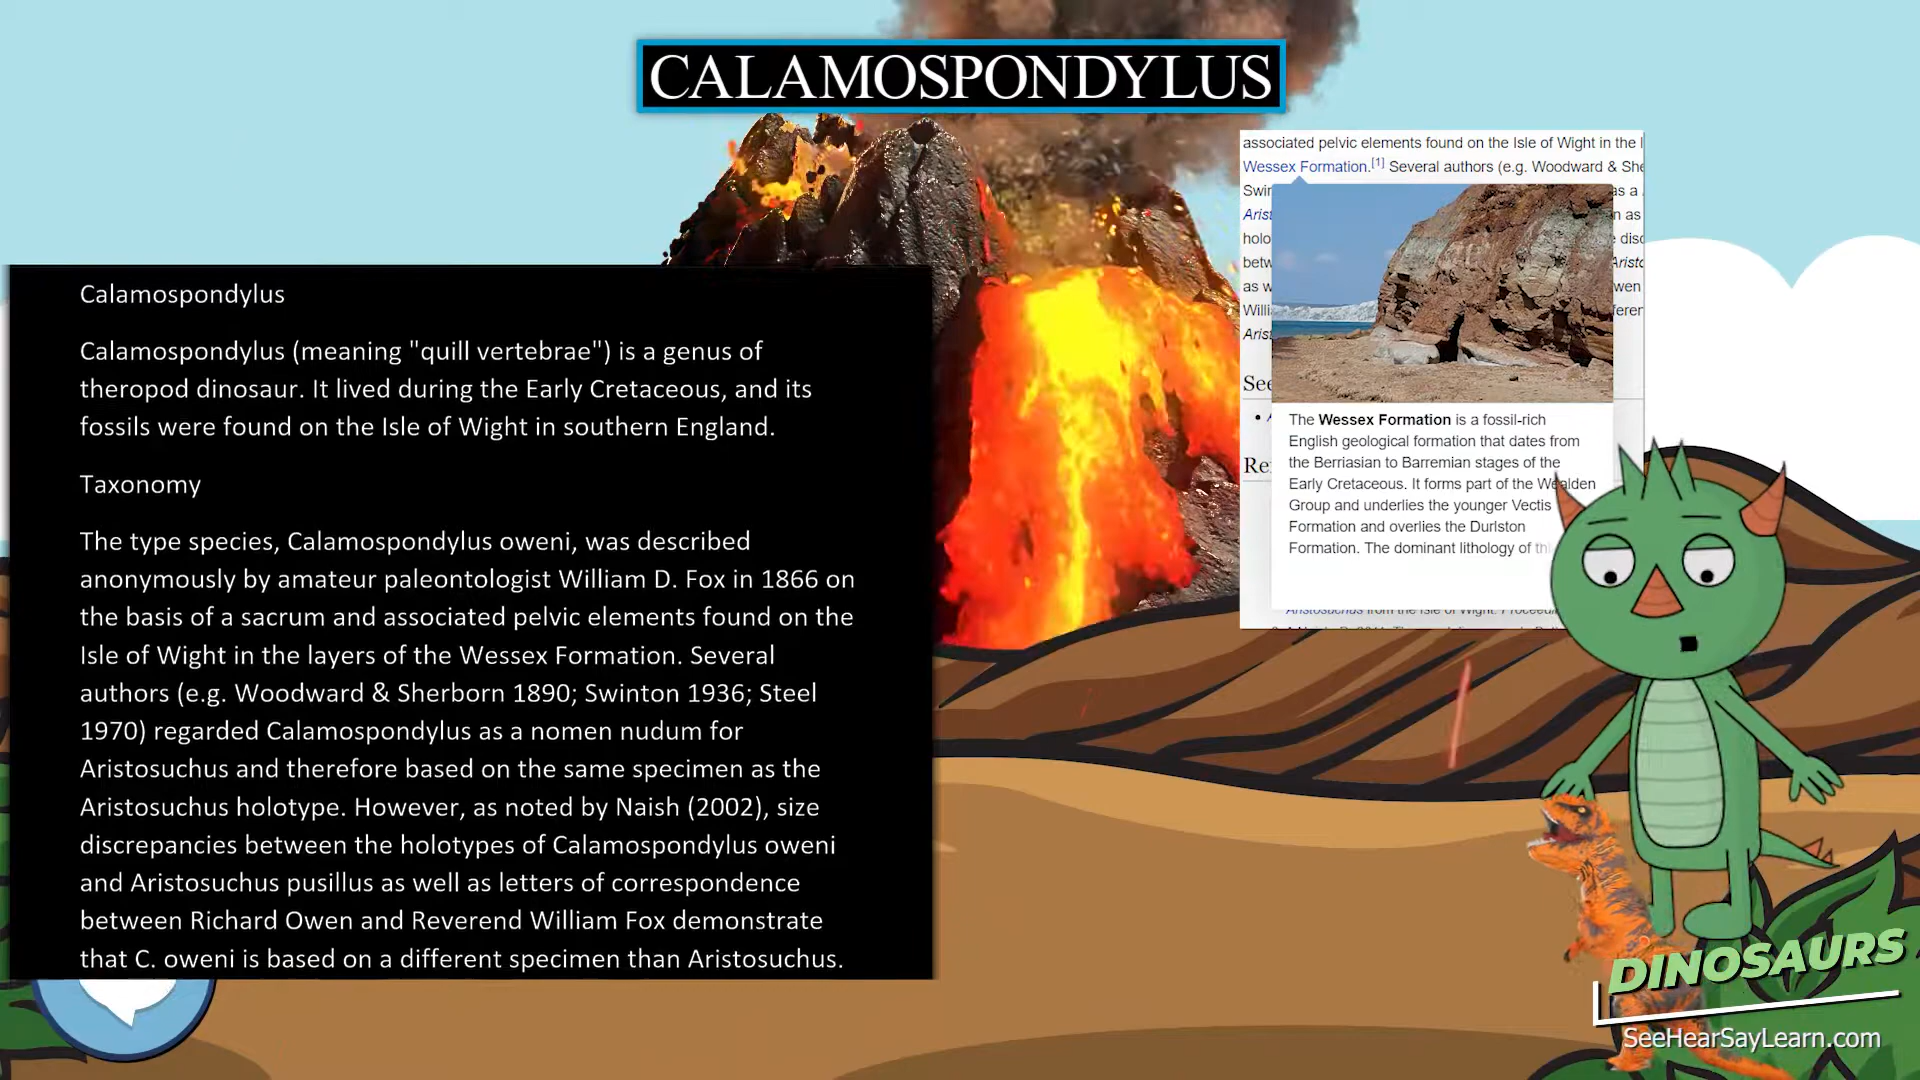 CALAMOSPONDYLUS
Calamospondylus
Calamospondylus (meaning "quill vertebrae") is a genus of
theropod dinosaur. It lived during the Early Cretaceous, and its
fossils were found on the Isle of Wight in southern England.
Taxonomy
The type species, Calamospondylus oweni, was described
anonymously by amateur paleontologist William D. Fox in 1866 on
the basis of a sacrum and associated pelvic elements found on the
Isle of Wight in the layers of the Wessex Formation. Several
authors (e.g. Woodward & Sherborn 1890; Swinton 1936; Steel
1970) regarded Calamospondylus as a nomen nudum for
Aristosuchus and therefore based on the same specimen as the
Aristosuchus holotype. However, as noted by Naish (2002), size
discrepancies between the holotypes of Calamospondylus oweni
and Aristosuchus pusillus as well as letters of correspondence
between Richard Owen and Reverend William Fox demonstrate
that C. oweni is based on a different specimen than Aristosuchus.
associated pelvic elements found on the Isle of Wight in the
Wessex Formation.[1] Several authors (e.g. Woodward & She
Swin
as a
Arist
n as
holo
e disc
betw
Aristo
as w
wen
Willi
feren
Arist
See
The Wessex Formation is a fossil-rich
English geological formation that dates from
the Berriasian to Barremian stages of the
Early Cretaceous. It forms part of the Wealden
Group and underlies the younger Vectis
Formation and overlies the Durlston
Formation. The dominant lithology of
Re
Aristosuchus from the Isle of Wight.
DINOSAURS
SeeHearSayLearn.com